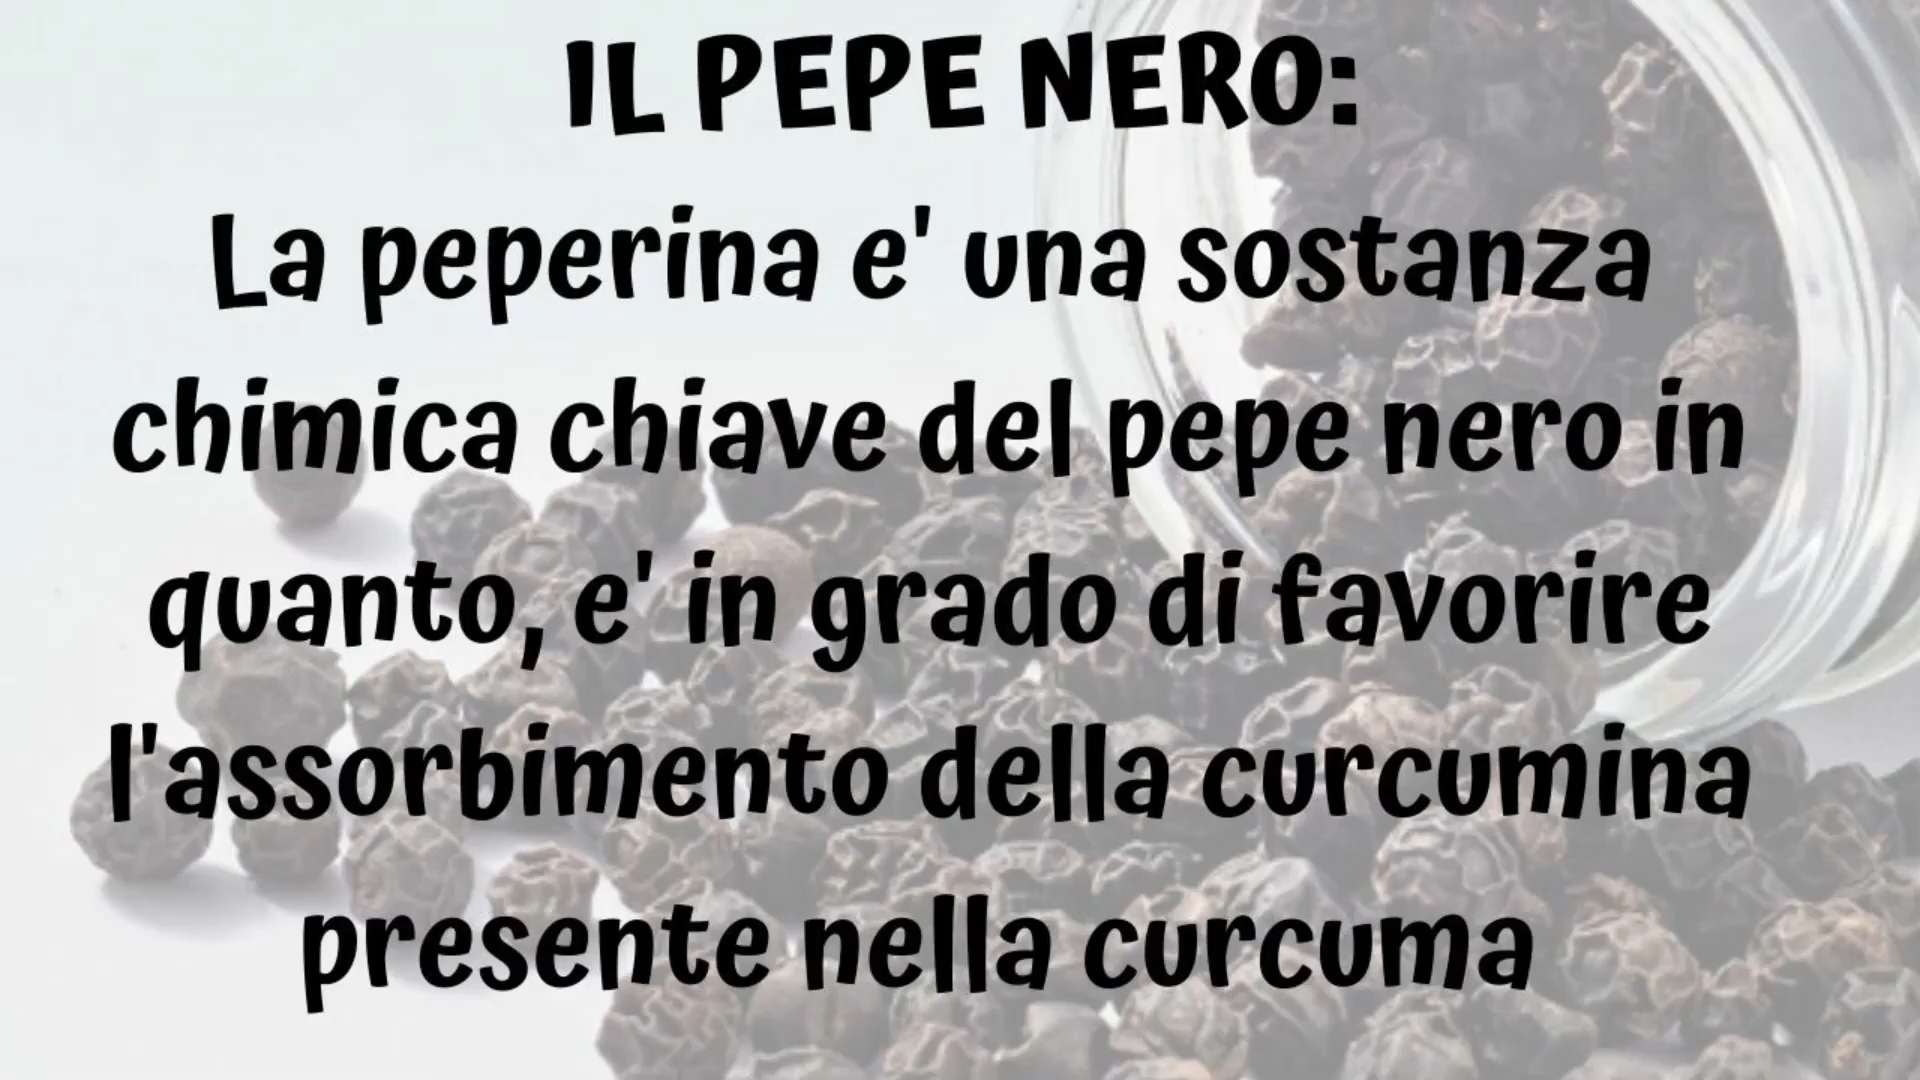 IL PEPE NERO:
La peperina e' una sostanza
chimica chiave del pepe nero in
quanto, e' in grado di favorire
l'assorbimento della curcumina
presente nella curcuma